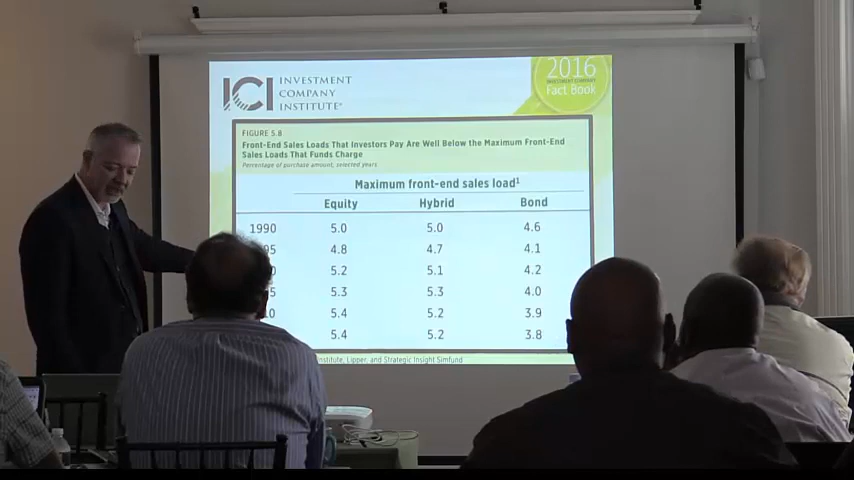 ICI INVESTMENT
COMPANY
INSTITUTE®
2016
INVESTMENT COMPANY
Fact Book
FIGURE 5.8
Front-End Sales Loads That Investors Pay Are Well Below the Maximum Front-End
Sales Loads That Funds Charge
Percentage of purchase amount, selected years
Maximum front-end sales load¹
Equity Hybrid Bond
1990 5.0 5.0 4.6
95 4.8 4.7 4.1
0 5.2 5.1 4.2
5 5.3 5.3 4.0
10 5.4 5.2 3.9
5.4 5.2 3.8
Institute, Lipper, and Strategic Insight Simfund